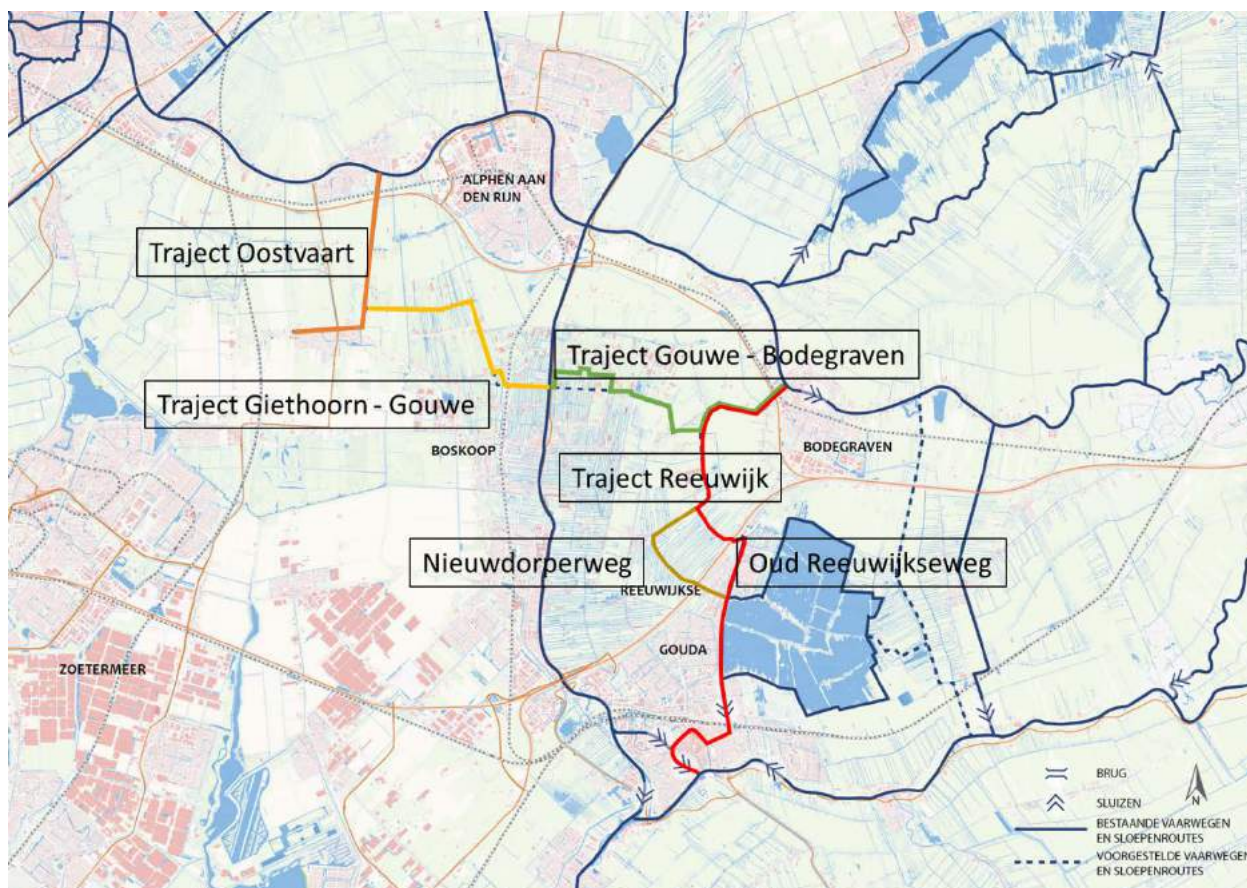 ALPHEN AAN
DEN RIJN
Traject Oostvaart
Traject Gouwe - Bodegraven
Traject Giethoorn - Gouwe
BOSKOOP
BODEGRAVEN
Traject Reeuwijk
Nieuwdorperweg
Oud Reeuwijkseweg
REEUWIJKSE
GOUDA
ZOETERMEER
BRUG
SLUIZEN
N
BESTAANDE VAARWEGEN
EN SLOEPENROUTES
VOORGESTELDE VAARWEGEN
EN SLOEPENROUTES